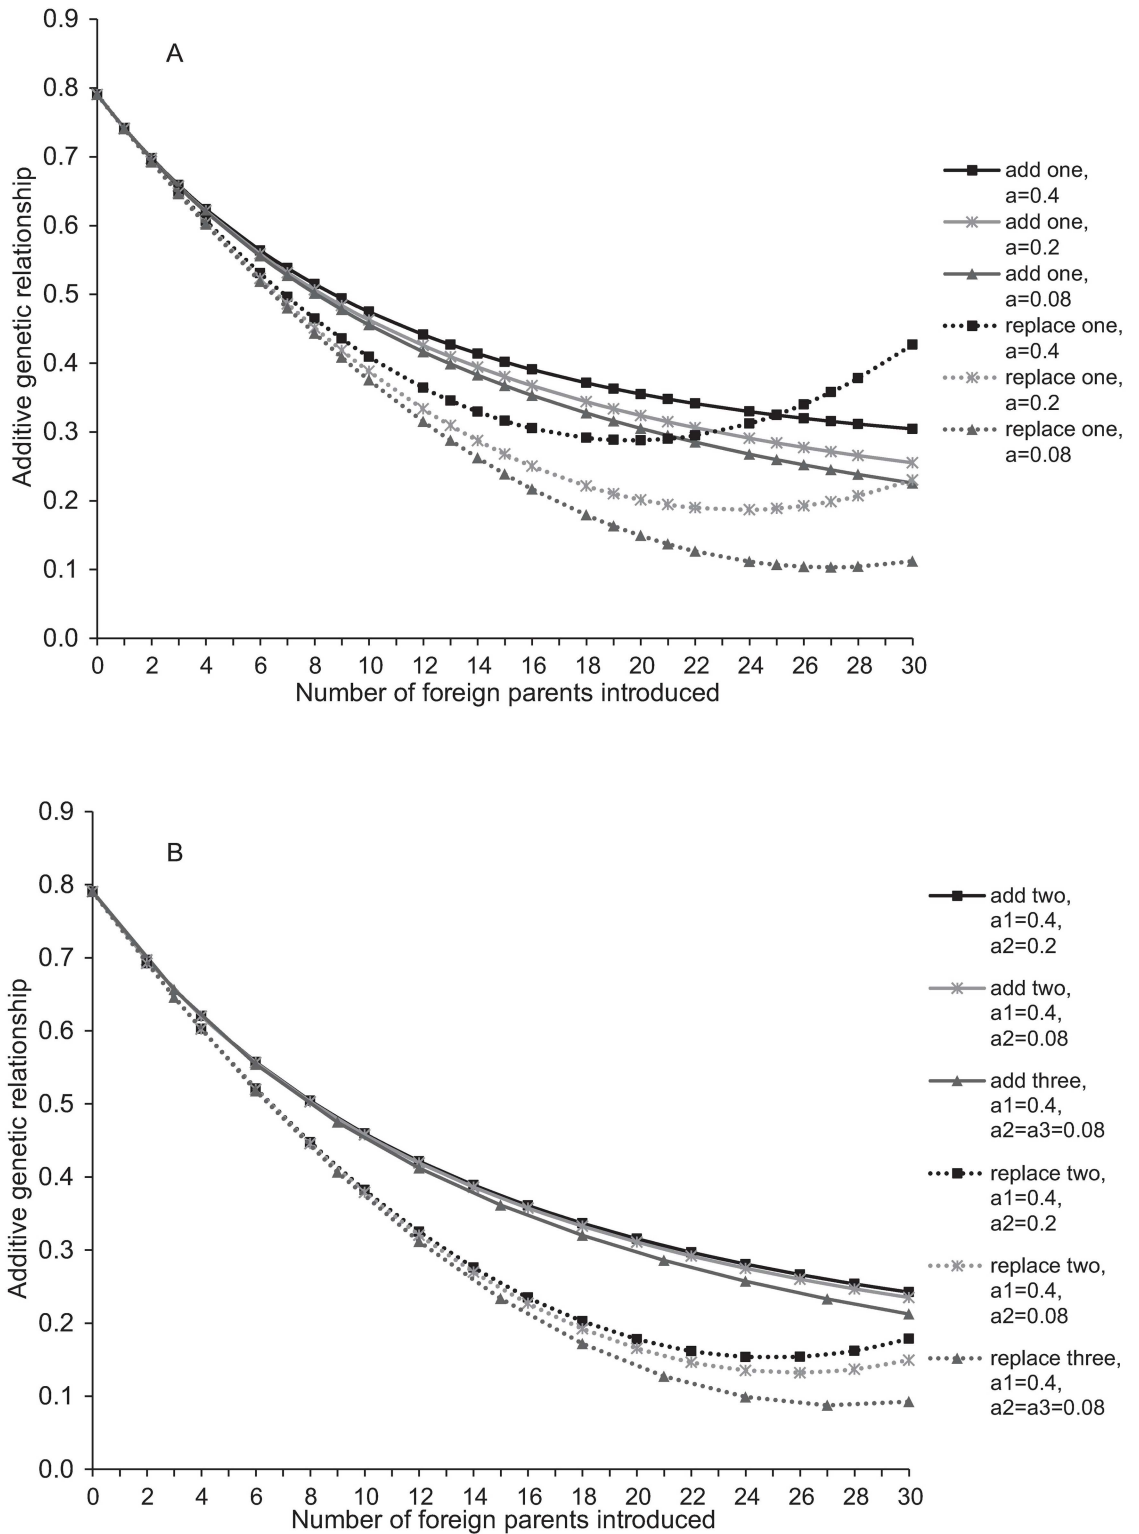 A
Additive genetic relationship
0.9
0.8
0.7
0.6
0.5
0.4
0.3
0.2
0.1
0.0
0 2 4 6 8 10 12 14 16 18 20 22 24 26 28 30
Number of foreign parents introduced
add one,
a=0.4
add one,
a=0.2
add one,
a=0.08
replace one,
a=0.4
replace one,
a=0.2
replace one,
a=0.08
B
Additive genetic relationship
0.9
0.8
0.7
0.6
0.5
0.4
0.3
0.2
0.1
0.0
0 2 4 6 8 10 12 14 16 18 20 22 24 26 28 30
Number of foreign parents introduced
add two,
a1=0.4,
a2=0.2
add two,
a1=0.4,
a2=0.08
add three,
a1=0.4,
a2=a3=0.08
replace two,
a1=0.4,
a2=0.2
replace two,
a1=0.4,
a2=0.08
replace three,
a1=0.4,
a2=a3=0.08